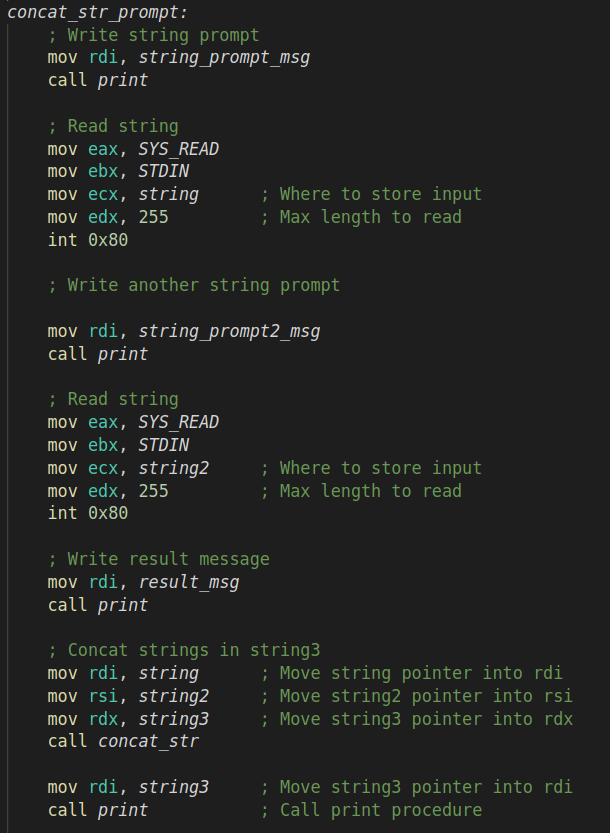 concat_str_prompt:
    ; Write string prompt
    mov rdi, string_prompt_msg
    call print

    ; Read string
    mov eax, SYS_READ
    mov ebx, STDIN
    mov ecx, string      ; Where to store input
    mov edx, 255         ; Max length to read
    int 0x80

    ; Write another string prompt

    mov rdi, string_prompt2_msg
    call print

    ; Read string
    mov eax, SYS_READ
    mov ebx, STDIN
    mov ecx, string2     ; Where to store input
    mov edx, 255         ; Max length to read
    int 0x80

    ; Write result message
    mov rdi, result_msg
    call print

    ; Concat strings in string3
    mov rdi, string      ; Move string pointer into rdi
    mov rsi, string2     ; Move string2 pointer into rsi
    mov rdx, string3     ; Move string3 pointer into rdx
    call concat_str

    mov rdi, string3     ; Move string3 pointer into rdi
    call print           ; Call print procedure